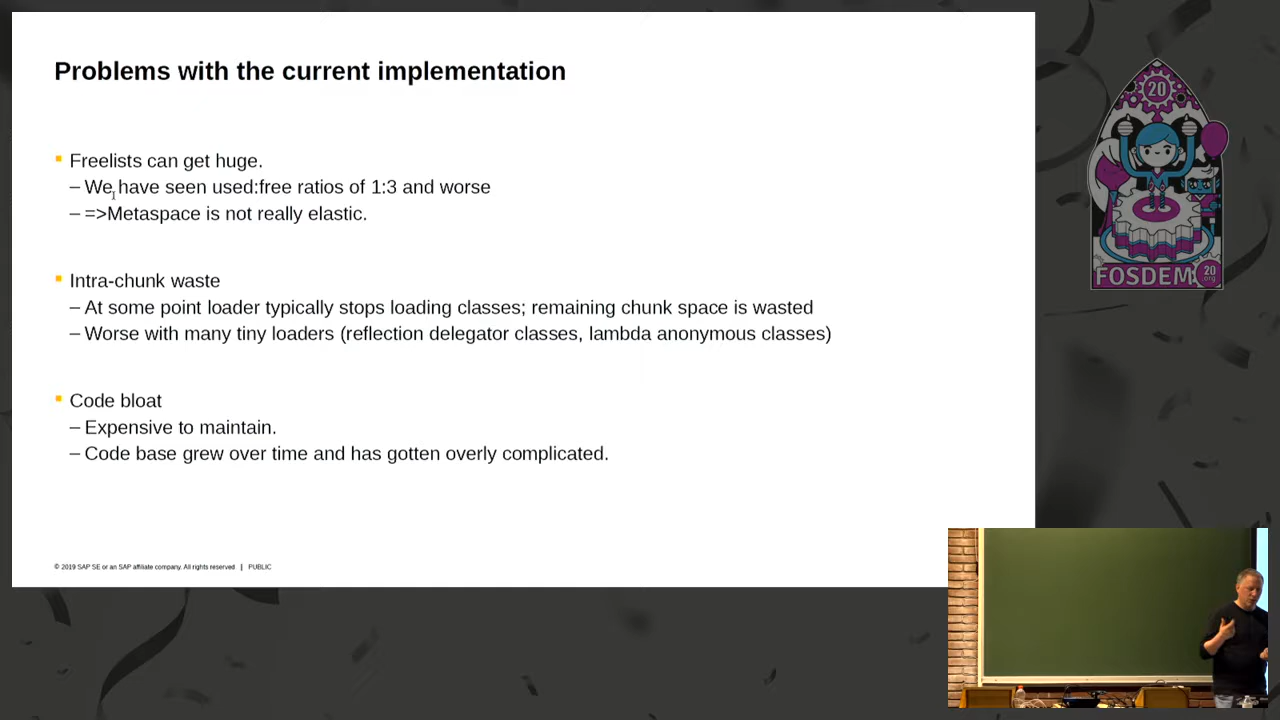 Problems with the current implementation
Freelists can get huge.
– We have seen used:free ratios of 1:3 and worse
– =>Metaspace is not really elastic.
Intra-chunk waste
– At some point loader typically stops loading classes; remaining chunk space is wasted
– Worse with many tiny loaders (reflection delegator classes, lambda anonymous classes)
Code bloat
– Expensive to maintain.
– Code base grew over time and has gotten overly complicated.
© 2019 SAP SE or an SAP affiliate company. All rights reserved | PUBLIC
20
FOSDEM
20
.org